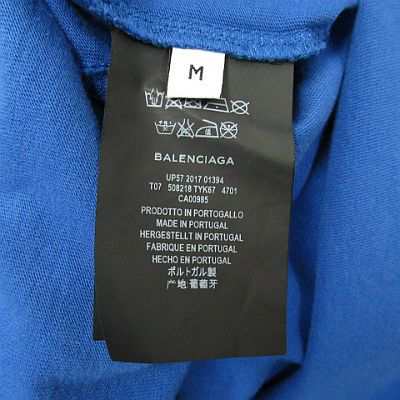 M
BALENCIAGA
UP57 2017 01394
T07 508218 TYK67 4701
CA00985
PRODOTTO IN PORTOGALLO
MADE IN PORTUGAL
HERGESTELLT IN PORTUGAL
FABRIQUE EN PORTUGAL
HECHO EN PORTUGAL
ポルトガル製
产地:葡萄牙